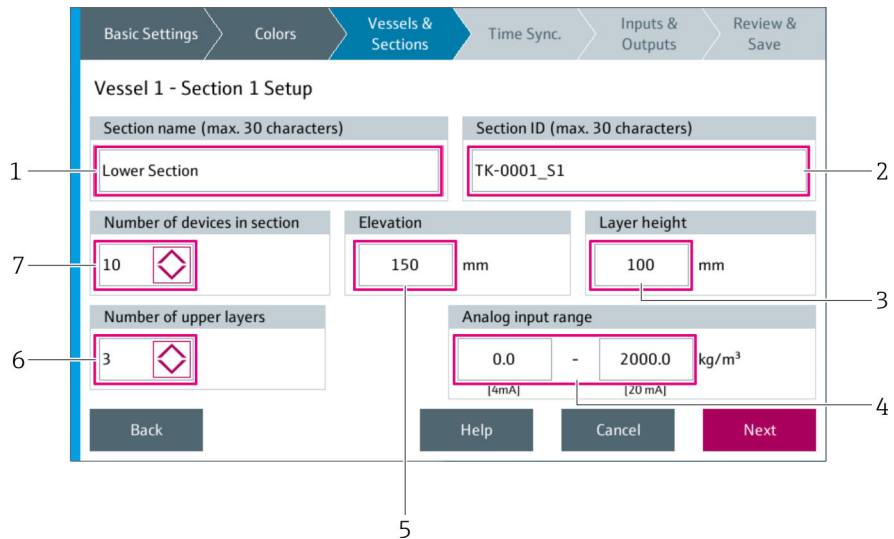 Basic Settings
Colors
Vessels &
Sections
Time Sync.
Inputs &
Outputs
Review &
Save
Vessel 1 - Section 1 Setup
Section name (max. 30 characters)
Section ID (max. 30 characters)
1
Lower Section
TK-0001_S1
2
Number of devices in section
Elevation
Layer height
7
10
150
mm
100
mm
3
5
Number of upper layers
Analog input range
6
3
0.0
-
2000.0
kg/m³
[4mA]
[20 mA]
4
Back
Help
Cancel
Next